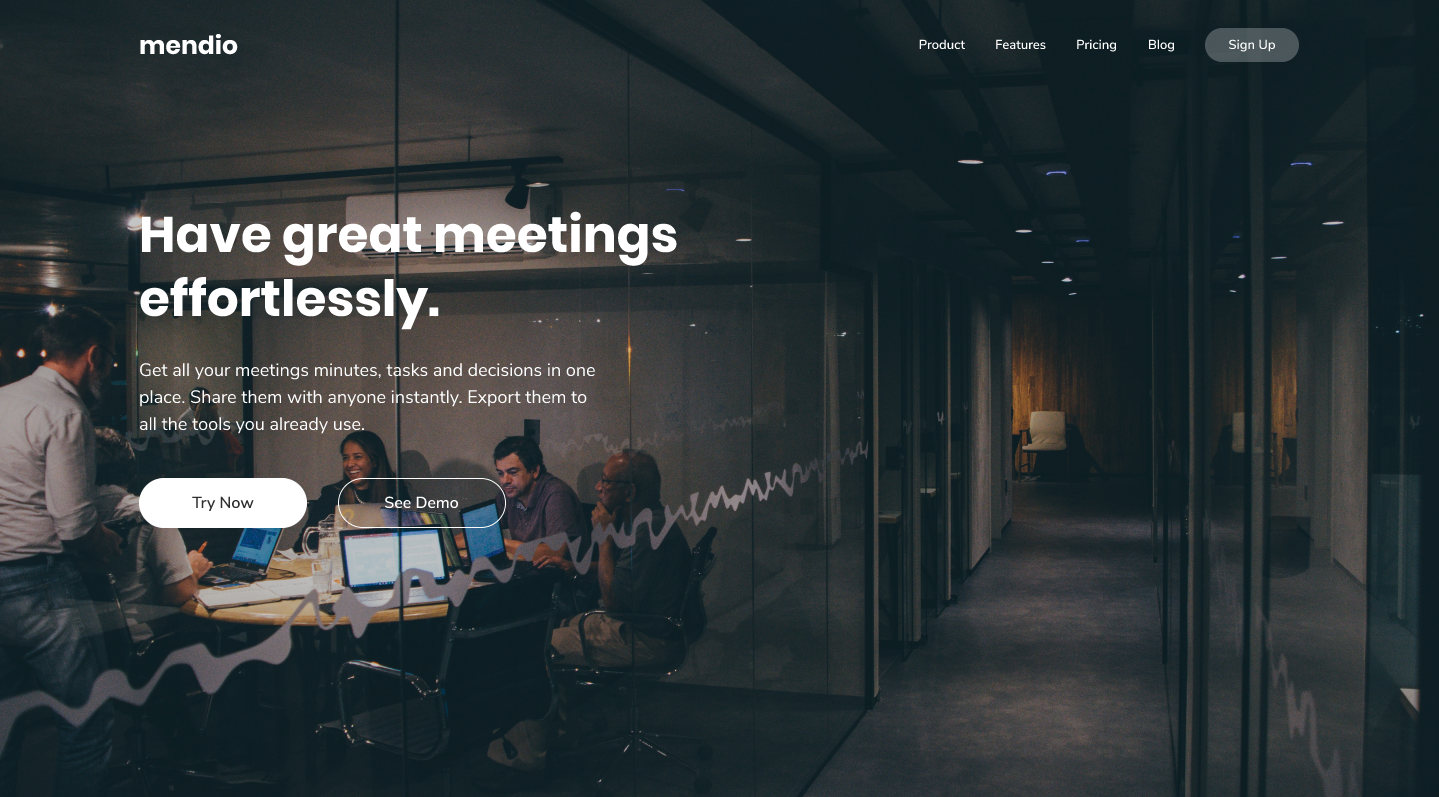 mendio
Product Features Pricing Blog Sign Up
Have great meetings
effortlessly.
Get all your meetings minutes, tasks and decisions in one
place. Share them with anyone instantly. Export them to
all the tools you already use.
Try Now See Demo